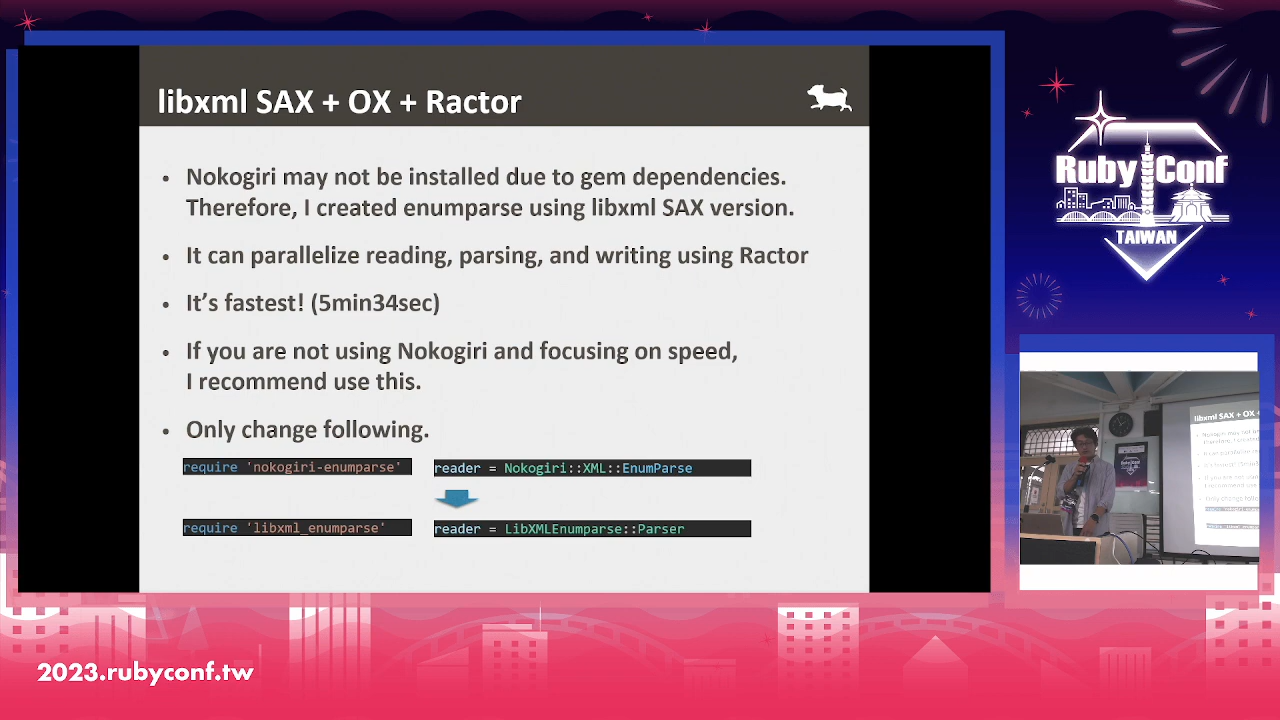 libxml SAX + OX + Ractor
Nokogiri may not be installed due to gem dependencies.
Therefore, I created enumparse using libxml SAX version.
It can parallelize reading, parsing, and writing using Ractor
It's fastest! (5min34sec)
If you are not using Nokogiri and focusing on speed,
I recommend use this.
Only change following.
require 'nokogiri-enumparse'
reader = Nokogiri::XML::EnumParse
require 'libxml_enumparse'
reader = LibXMLEnumparse::Parser
RubyConf
TAIWAN
libxml SAX + OX +
2023.rubyconf.tw